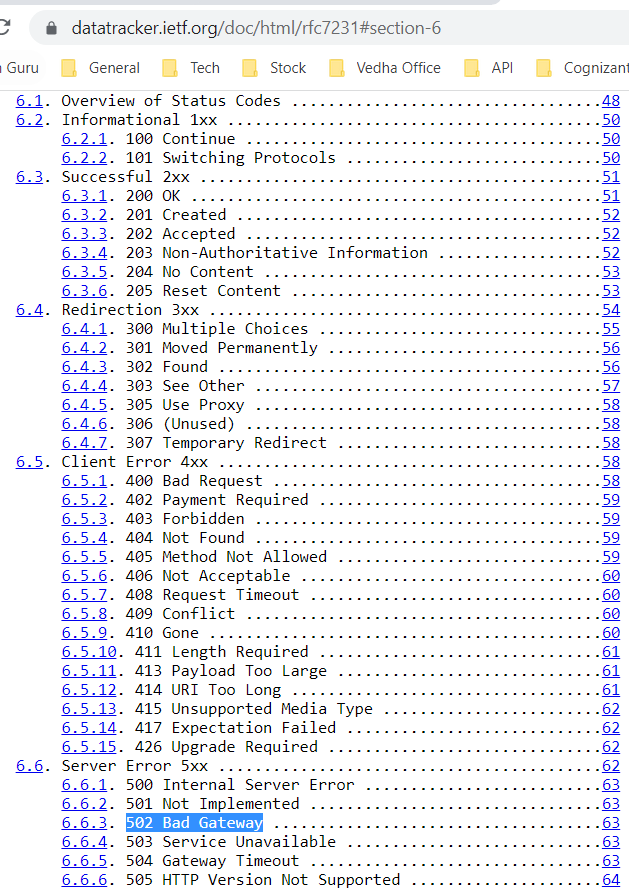 datatracker.ietf.org/doc/html/rfc7231#section-6
Guru General Tech Stock Vedha Office API Cognizant
6.1. Overview of Status Codes ...................................48
6.2. Informational 1xx ..........................................50
6.2.1. 100 Continue .......................................50
6.2.2. 101 Switching Protocols ............................50
6.3. Successful 2xx .............................................51
6.3.1. 200 OK .............................................51
6.3.2. 201 Created ........................................52
6.3.3. 202 Accepted .......................................52
6.3.4. 203 Non-Authoritative Information ..................52
6.3.5. 204 No Content .....................................53
6.3.6. 205 Reset Content ..................................53
6.4. Redirection 3xx ............................................54
6.4.1. 300 Multiple Choices ...............................55
6.4.2. 301 Moved Permanently ..............................56
6.4.3. 302 Found ..........................................56
6.4.4. 303 See Other ......................................57
6.4.5. 305 Use Proxy ......................................58
6.4.6. 306 (Unused) .......................................58
6.4.7. 307 Temporary Redirect .............................58
6.5. Client Error 4xx ...........................................58
6.5.1. 400 Bad Request ....................................58
6.5.2. 402 Payment Required ...............................59
6.5.3. 403 Forbidden ......................................59
6.5.4. 404 Not Found ......................................59
6.5.5. 405 Method Not Allowed .............................59
6.5.6. 406 Not Acceptable .................................60
6.5.7. 408 Request Timeout ................................60
6.5.8. 409 Conflict .......................................60
6.5.9. 410 Gone ...........................................60
6.5.10. 411 Length Required ...............................61
6.5.11. 413 Payload Too Large .............................61
6.5.12. 414 URI Too Long ..................................61
6.5.13. 415 Unsupported Media Type ........................62
6.5.14. 417 Expectation Failed ............................62
6.5.15. 426 Upgrade Required ..............................62
6.6. Server Error 5xx ...........................................62
6.6.1. 500 Internal Server Error ..........................63
6.6.2. 501 Not Implemented ................................63
6.6.3. 502 Bad Gateway ....................................63
6.6.4. 503 Service Unavailable ............................63
6.6.5. 504 Gateway Timeout ................................63
6.6.6. 505 HTTP Version Not Supported .....................64